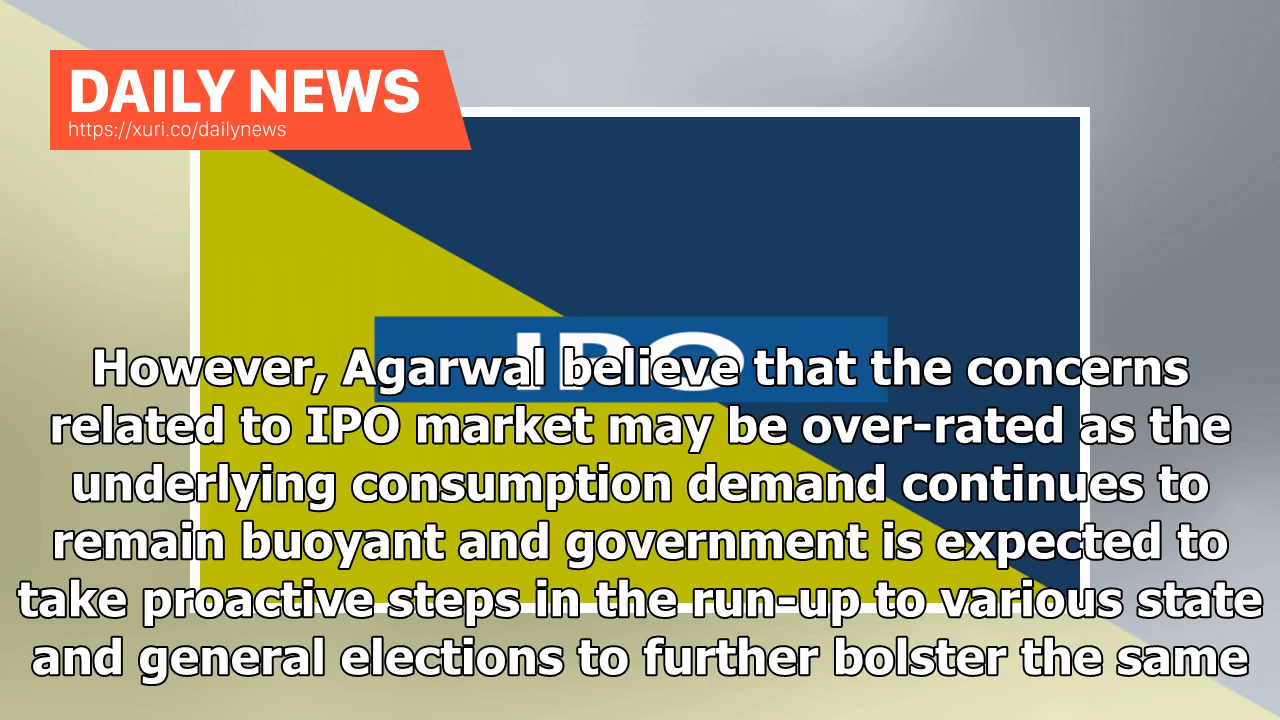 DAILY NEWS
https://xuri.co/dailynews
IPO
However, Agarwal believe that the concerns
related to IPO market may be over-rated as the
underlying consumption demand continues to
remain buoyant and government is expected to
take proactive steps in the run-up to various state
and general elections to further bolster the same